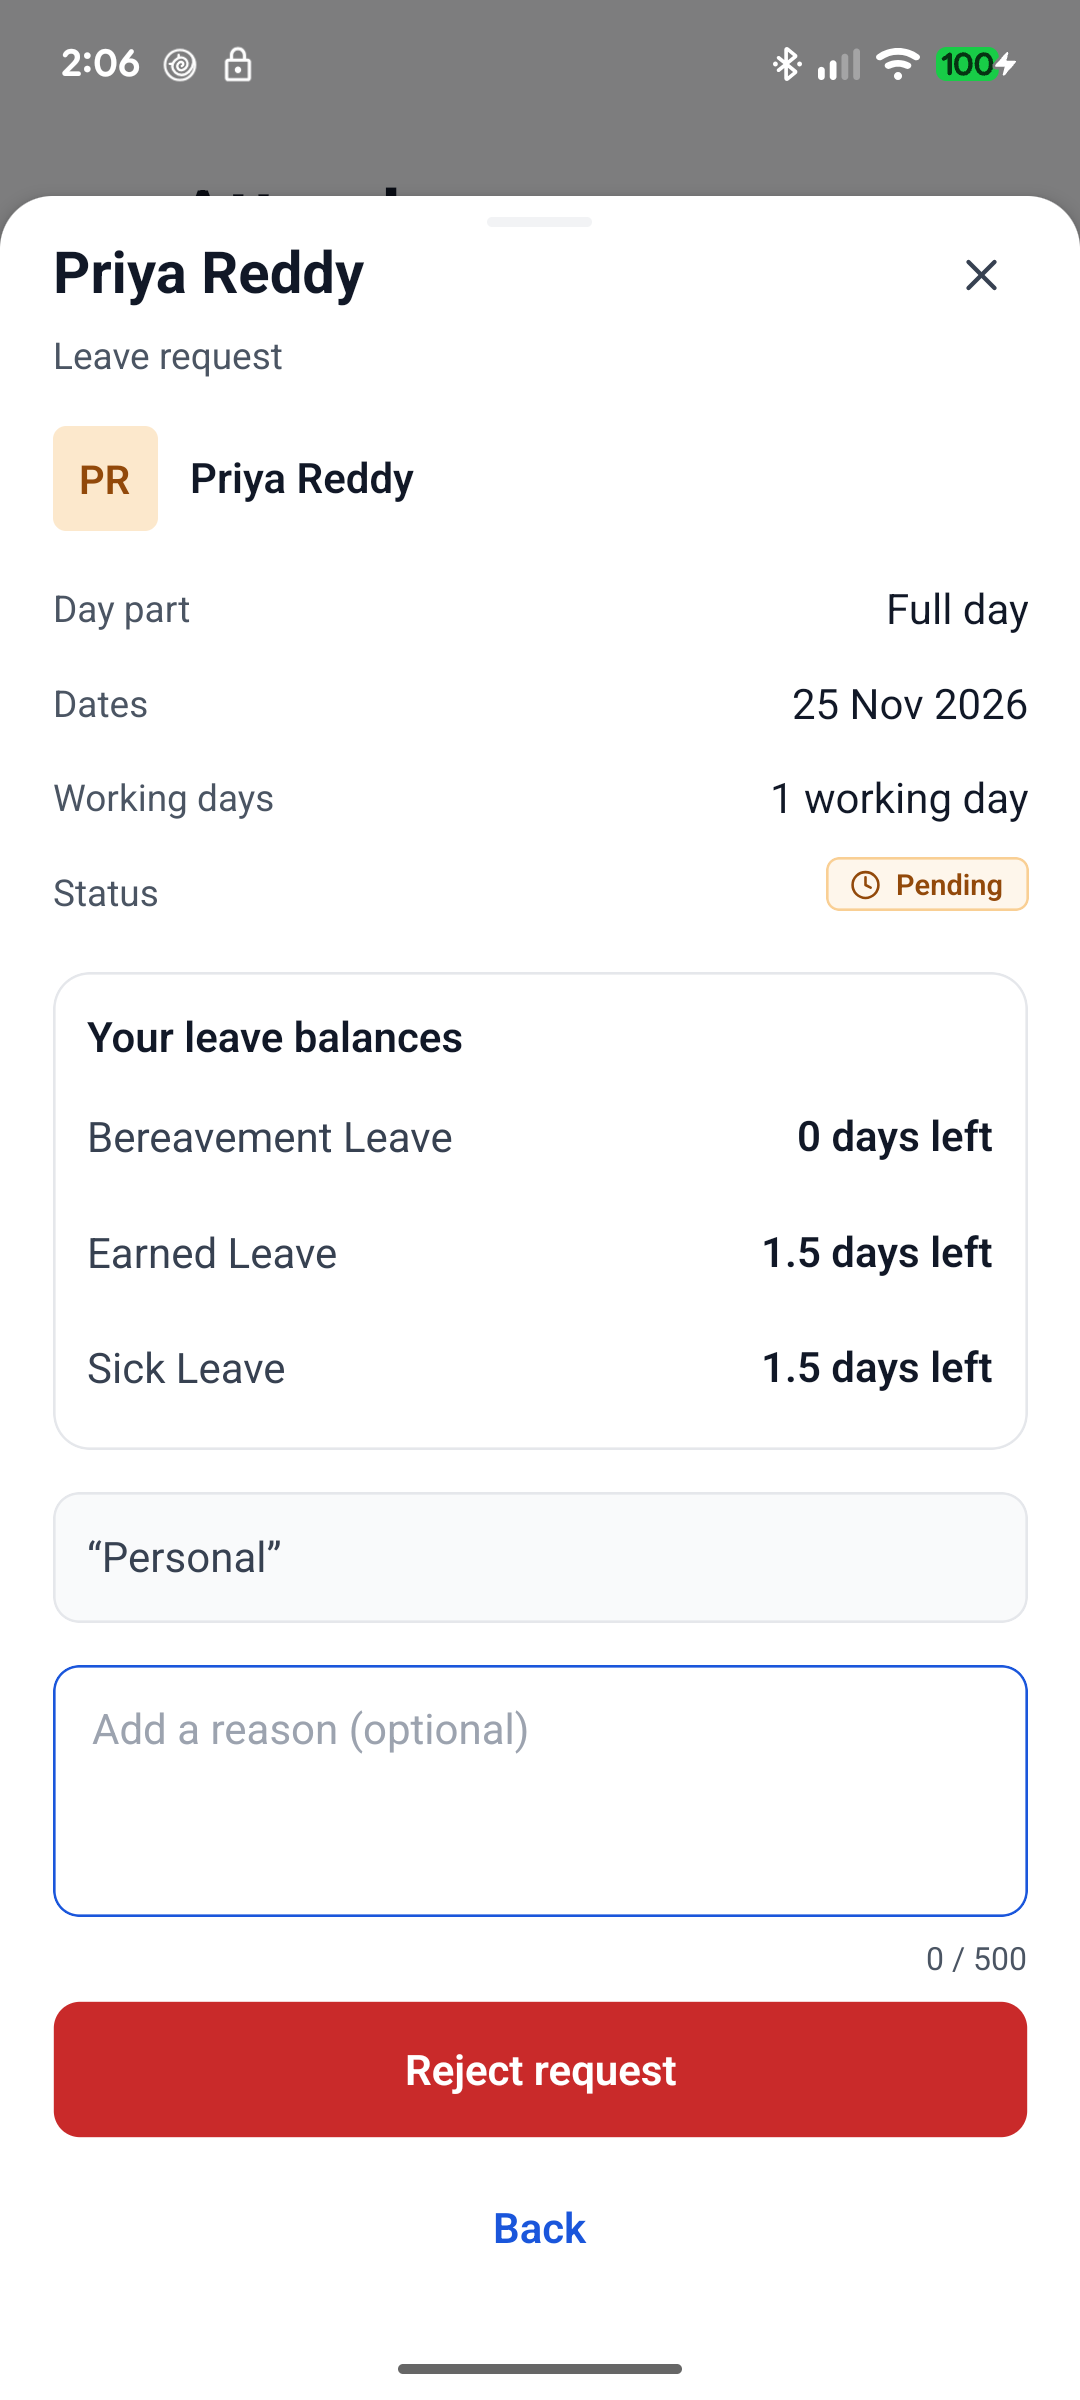 2:06
100
Priya Reddy
Leave request
PR
Priya Reddy
Day part
Full day
Dates
25 Nov 2026
Working days
1 working day
Status
Pending
Your leave balances
Bereavement Leave
0 days left
Earned Leave
1.5 days left
Sick Leave
1.5 days left
“Personal”
Add a reason (optional)
0 / 500
Reject request
Back